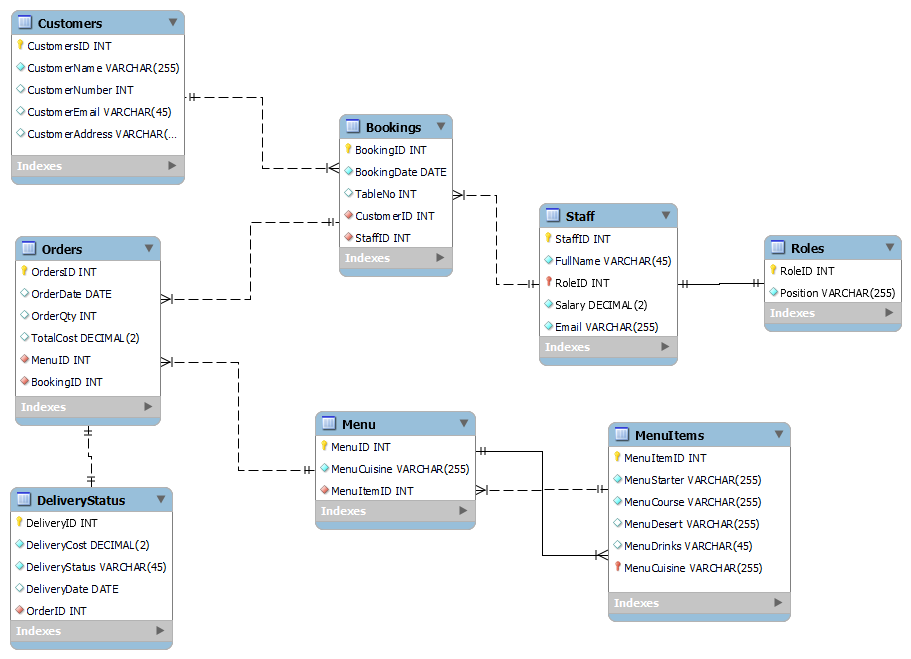 Customers
CustomersID INT
CustomerName VARCHAR(255)
CustomerNumber INT
CustomerEmail VARCHAR(45)
CustomerAddress VARCHAR(...
Indexes
Bookings
BookingID INT
BookingDate DATE
TableNo INT
CustomerID INT
StaffID INT
Indexes
Staff
StaffID INT
FullName VARCHAR(45)
RoleID INT
Salary DECIMAL(2)
Email VARCHAR(255)
Indexes
Roles
RoleID INT
Position VARCHAR(255)
Indexes
Orders
OrdersID INT
OrderDate DATE
OrderQty INT
TotalCost DECIMAL(2)
MenuID INT
BookingID INT
Indexes
Menu
MenuID INT
MenuCuisine VARCHAR(255)
MenuItemID INT
Indexes
MenuItems
MenuItemID INT
MenuStarter VARCHAR(255)
MenuCourse VARCHAR(255)
MenuDesert VARCHAR(255)
MenuDrinks VARCHAR(45)
MenuCuisine VARCHAR(255)
Indexes
DeliveryStatus
DeliveryID INT
DeliveryCost DECIMAL(2)
DeliveryStatus VARCHAR(45)
DeliveryDate DATE
OrderID INT
Indexes